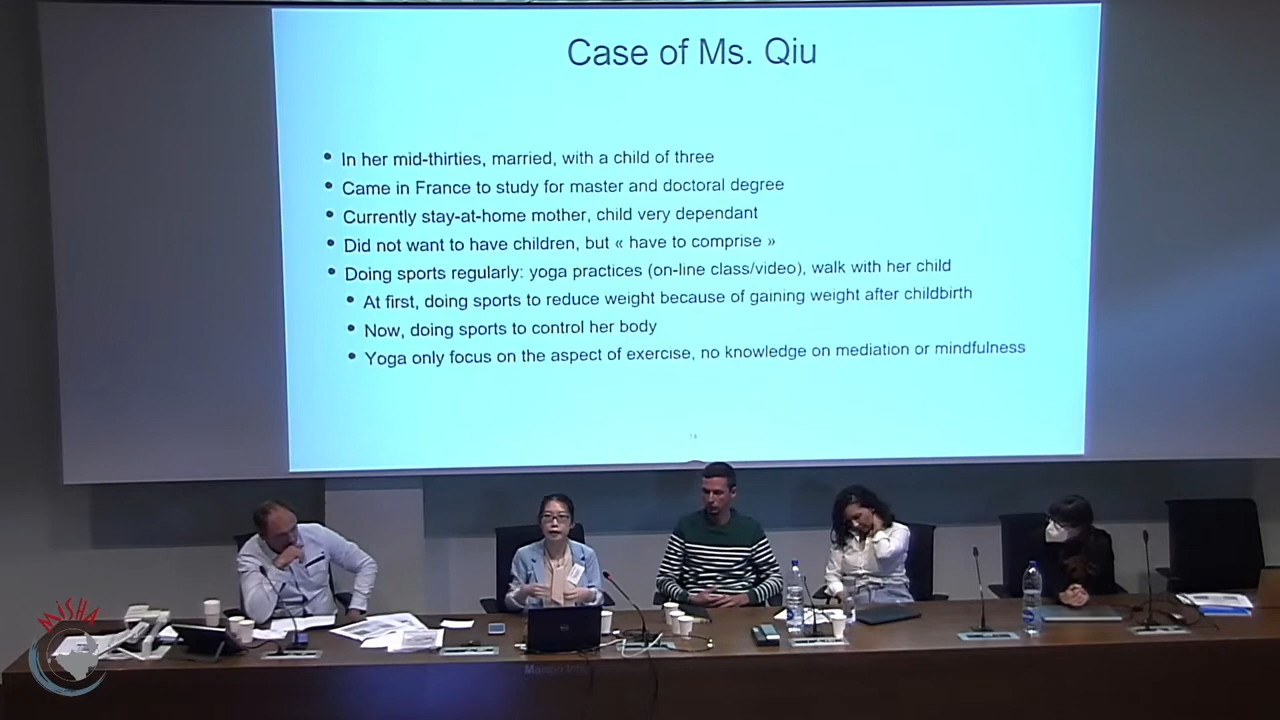 Case of Ms. Qiu
• In her mid-thirties, married, with a child of three
• Came in France to study for master and doctoral degree
• Currently stay-at-home mother, child very dependant
• Did not want to have children, but « have to comprise »
• Doing sports regularly: yoga practices (on-line class/video), walk with her child
• At first, doing sports to reduce weight because of gaining weight after childbirth
• Now, doing sports to control her body
• Yoga only focus on the aspect of exercise, no knowledge on mediation or mindfulness
14
MiSHA